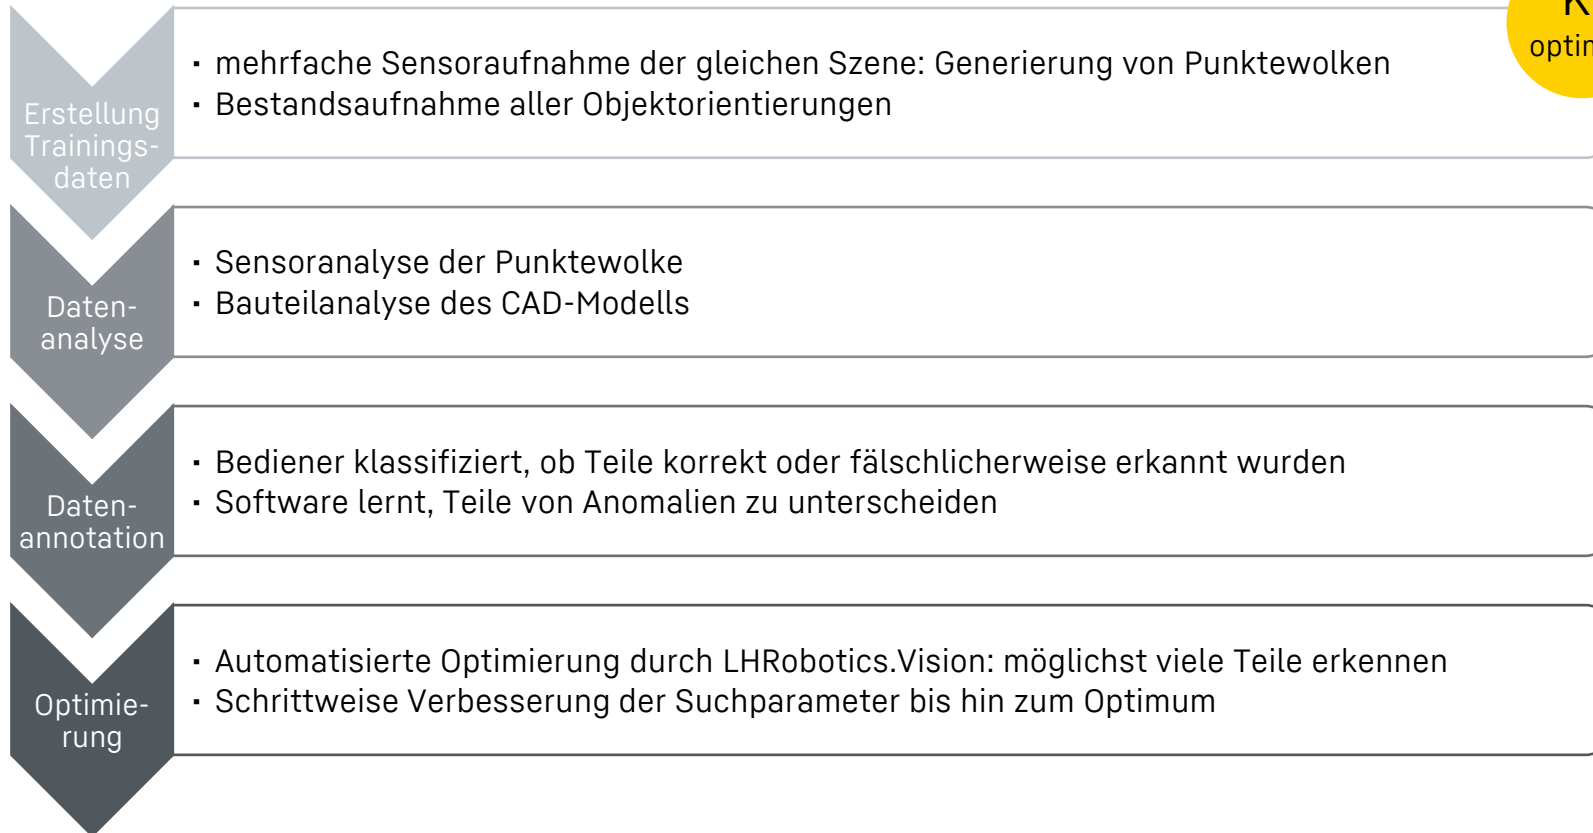 Erstellung
Trainings-
daten
▪ mehrfache Sensoraufnahme der gleichen Szene: Generierung von Punktewolken
▪ Bestandsaufnahme aller Objektorientierungen
Daten-
analyse
▪ Sensoranalyse der Punktewolke
▪ Bauteilanalyse des CAD-Modells
Daten-
annotation
▪ Bediener klassifiziert, ob Teile korrekt oder fälschlicherweise erkannt wurden
▪ Software lernt, Teile von Anomalien zu unterscheiden
Optimie-
rung
▪ Automatisierte Optimierung durch LHRobotics.Vision: möglichst viele Teile erkennen
▪ Schrittweise Verbesserung der Suchparameter bis hin zum Optimum